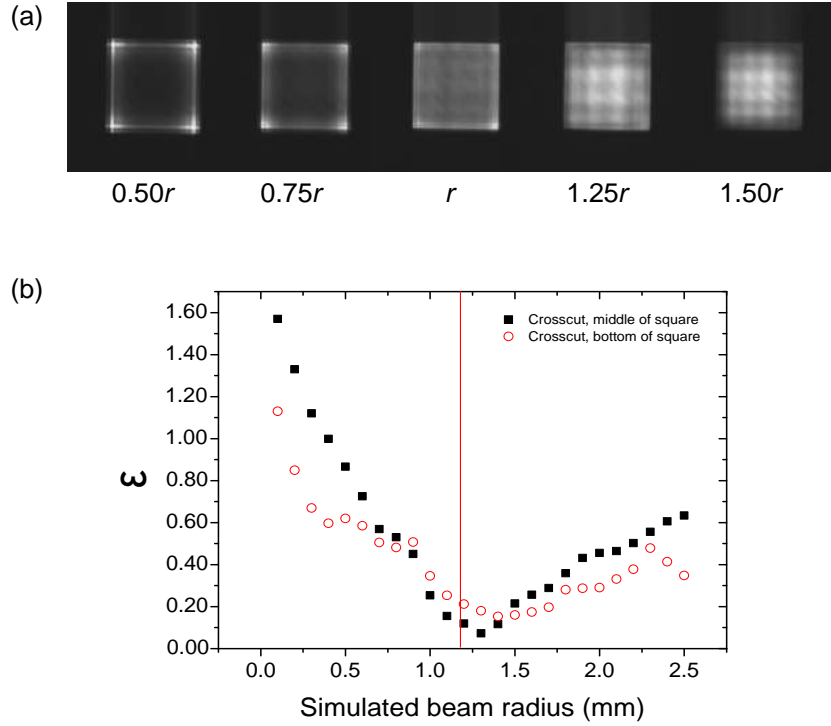 (a)
0.50r 0.75r r 1.25r 1.50r
(b)
1.60
1.40
1.20
1.00
0.80
0.60
0.40
0.20
0.00
ε
Crosscut, middle of square
Crosscut, bottom of square
0.0 0.5 1.0 1.5 2.0 2.5
Simulated beam radius (mm)